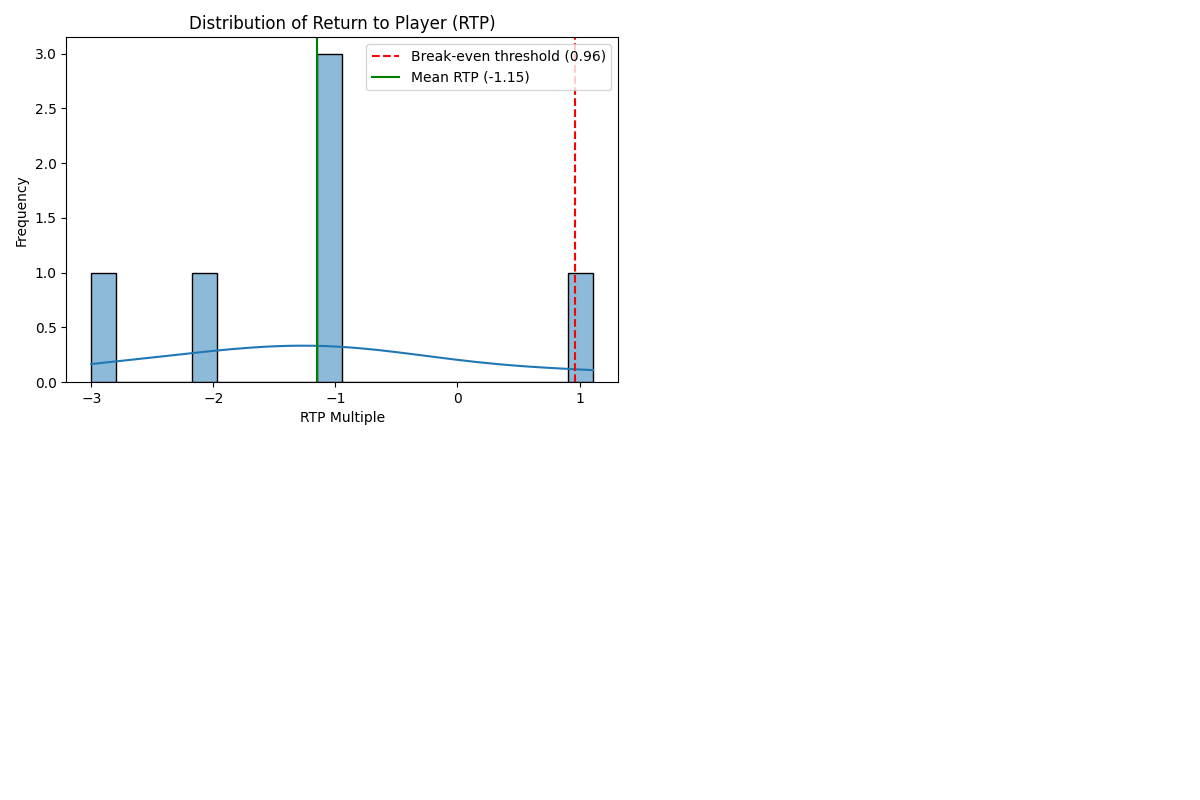 Distribution of Return to Player (RTP)
Break-even threshold (0.96)
Mean RTP (-1.15)
Frequency
3.0
2.5
2.0
1.5
1.0
0.5
0.0
−3
−2
−1
0
1
RTP Multiple